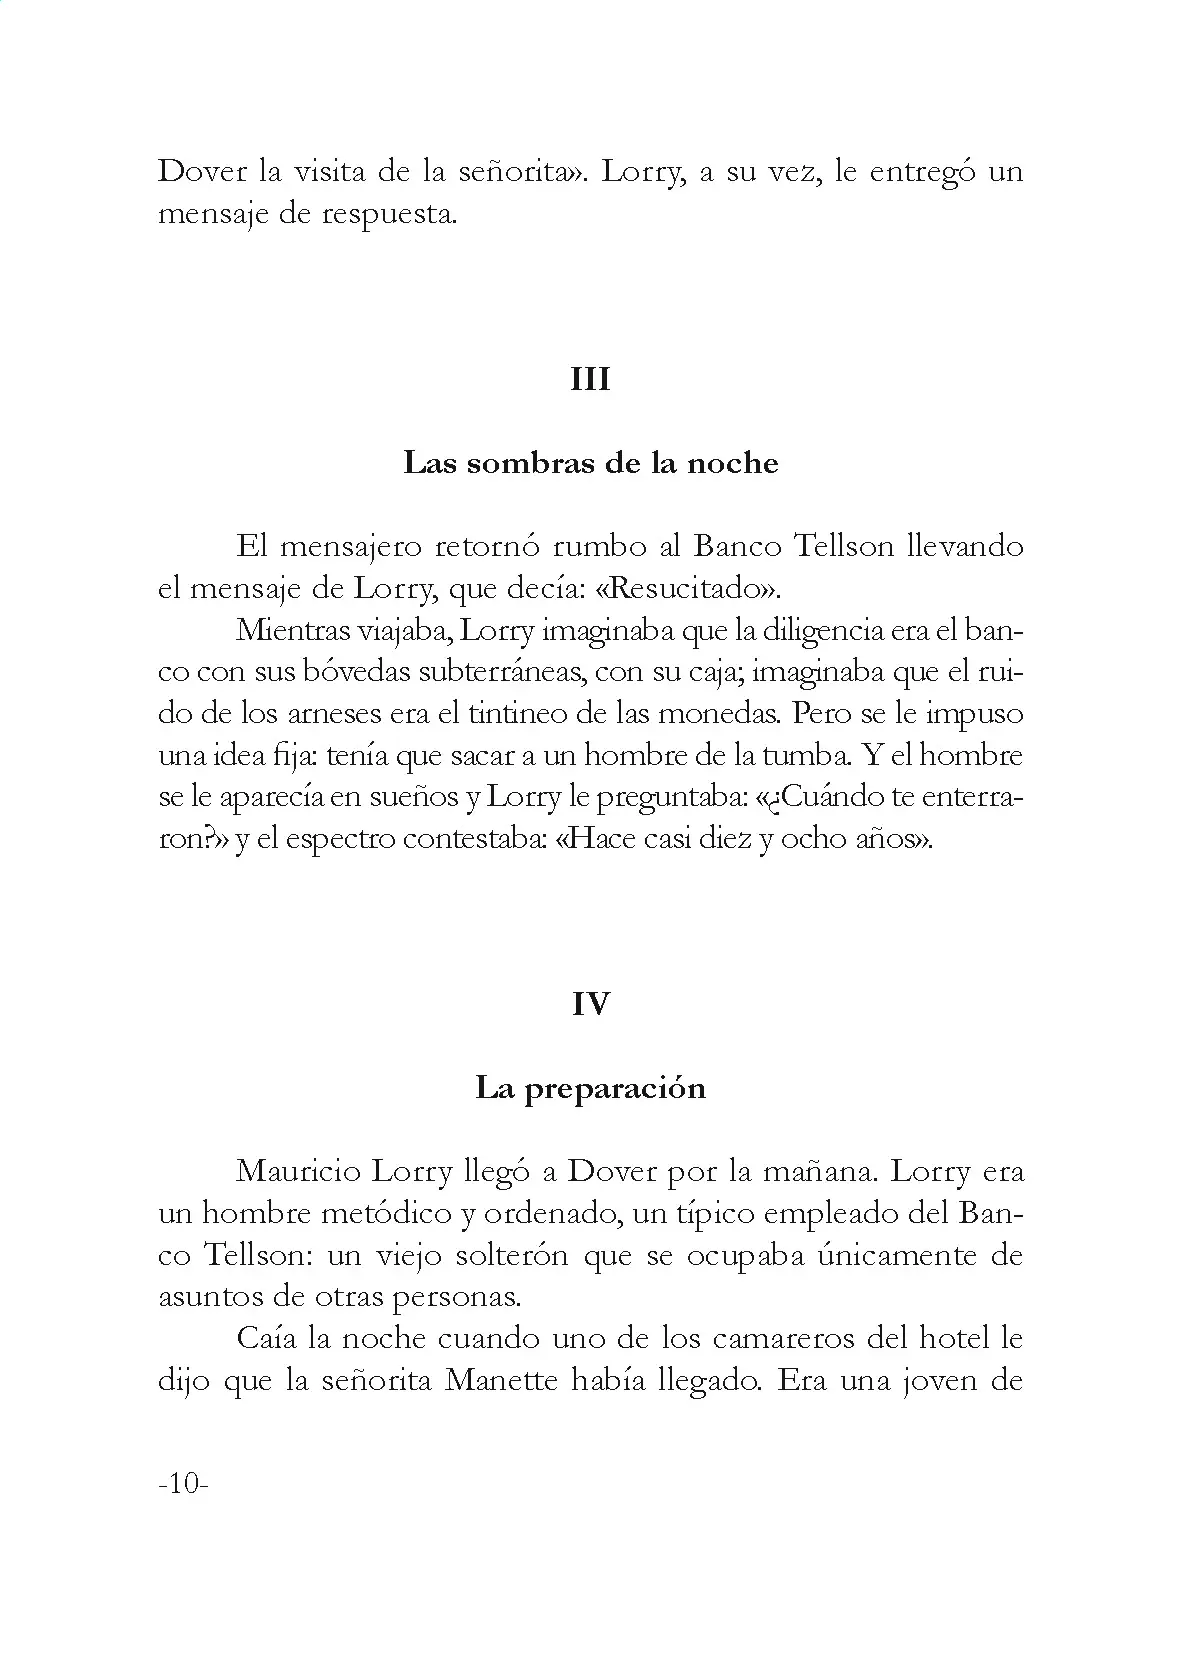 Dover la visita de la señorita». Lorry, a su vez, le entregó un
mensaje de respuesta.
III
Las sombras de la noche
El mensajero retornó rumbo al Banco Tellson llevando
el mensaje de Lorry, que decía: «Resucitado».
Mientras viajaba, Lorry imaginaba que la diligencia era el ban-
co con sus bóvedas subterráneas, con su caja; imaginaba que el rui-
do de los arneses era el tintineo de las monedas. Pero se le impuso
una idea fija: tenía que sacar a un hombre de la tumba. Y el hombre
se le aparecía en sueños y Lorry le preguntaba: «¿Cuándo te enterra-
ron?» y el espectro contestaba: «Hace casi diez y ocho años».
IV
La preparación
Mauricio Lorry llegó a Dover por la mañana. Lorry era
un hombre metódico y ordenado, un típico empleado del Ban-
co Tellson: un viejo solterón que se ocupaba únicamente de
asuntos de otras personas.
Caía la noche cuando uno de los camareros del hotel le
dijo que la señorita Manette había llegado. Era una joven de
-10-